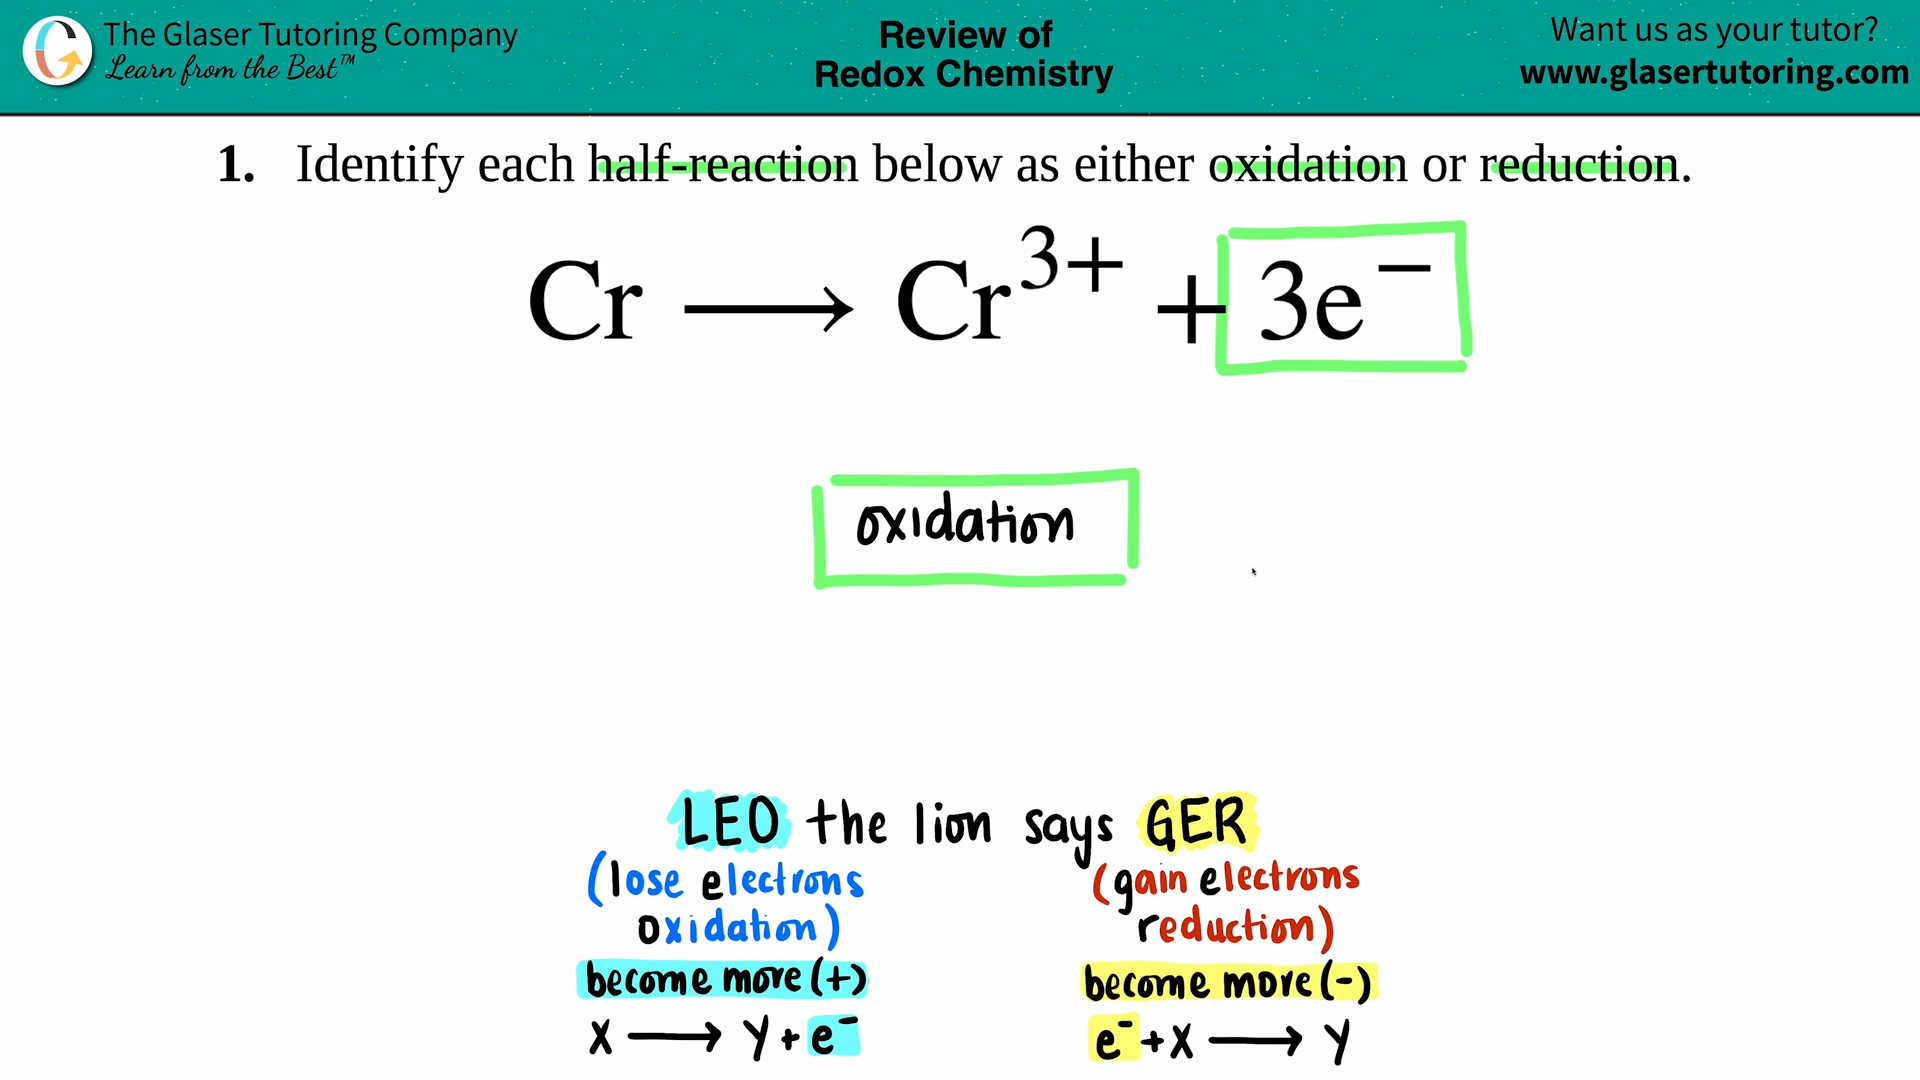 The Glaser Tutoring Company
Learn from the Best™
Review of
Redox Chemistry
Want us as your tutor?
www.glasertutoring.com
1. Identify each half-reaction below as either oxidation or reduction.
Cr ⟶ Cr³⁺ + 3e⁻
oxidation
LEO the lion says GER
(lose electrons
oxidation)
become more (+)
X ⟶ Y + e⁻
(gain electrons
reduction)
become more (-)
e⁻ + X ⟶ Y